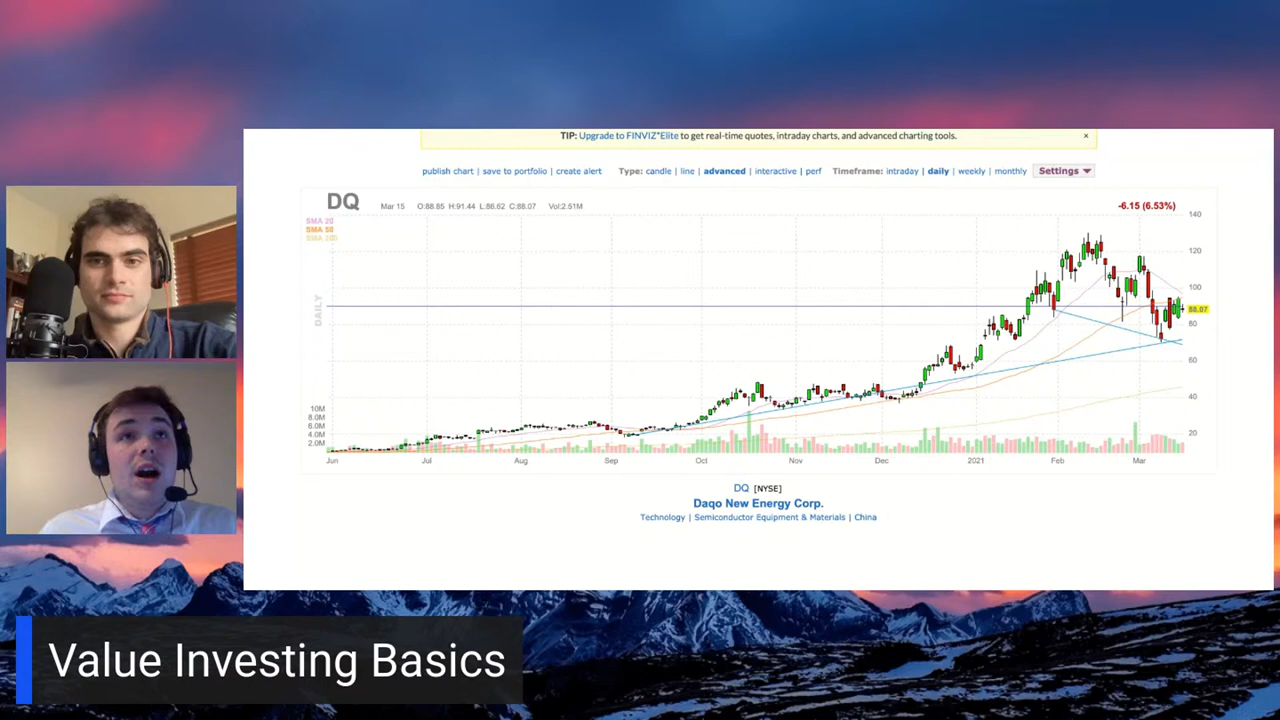 TIP: Upgrade to FINVIZ*Elite to get real-time quotes, intraday charts, and advanced charting tools. ×
publish chart | save to portfolio | create alert Type: candle | line | advanced | interactive | perf Timeframe: intraday | daily | weekly | monthly Settings
DQ Mar 15 O:88.85 H:91.44 L:86.62 C:88.07 Vol:2.51M -6.15 (6.53%)
SMA 20
SMA 50
SMA 200
140
120
100
88.07
80
60
40
20
DAILY
10M
8.0M
6.0M
4.0M
2.0M
Jun Jul Aug Sep Oct Nov Dec 2021 Feb Mar
DQ [NYSE]
Daqo New Energy Corp.
Technology | Semiconductor Equipment & Materials | China
Value Investing Basics